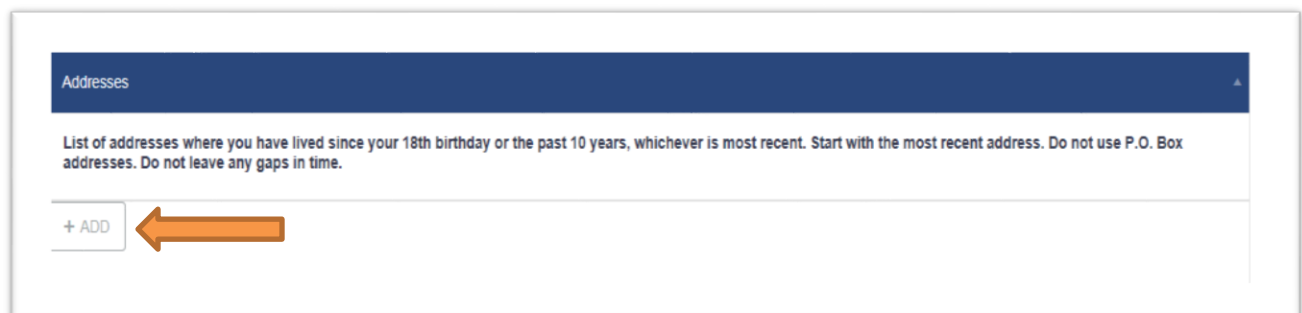 Addresses
List of addresses where you have lived since your 18th birthday or the past 10 years, whichever is most recent. Start with the most recent address. Do not use P.O. Box
addresses. Do not leave any gaps in time.
+ ADD